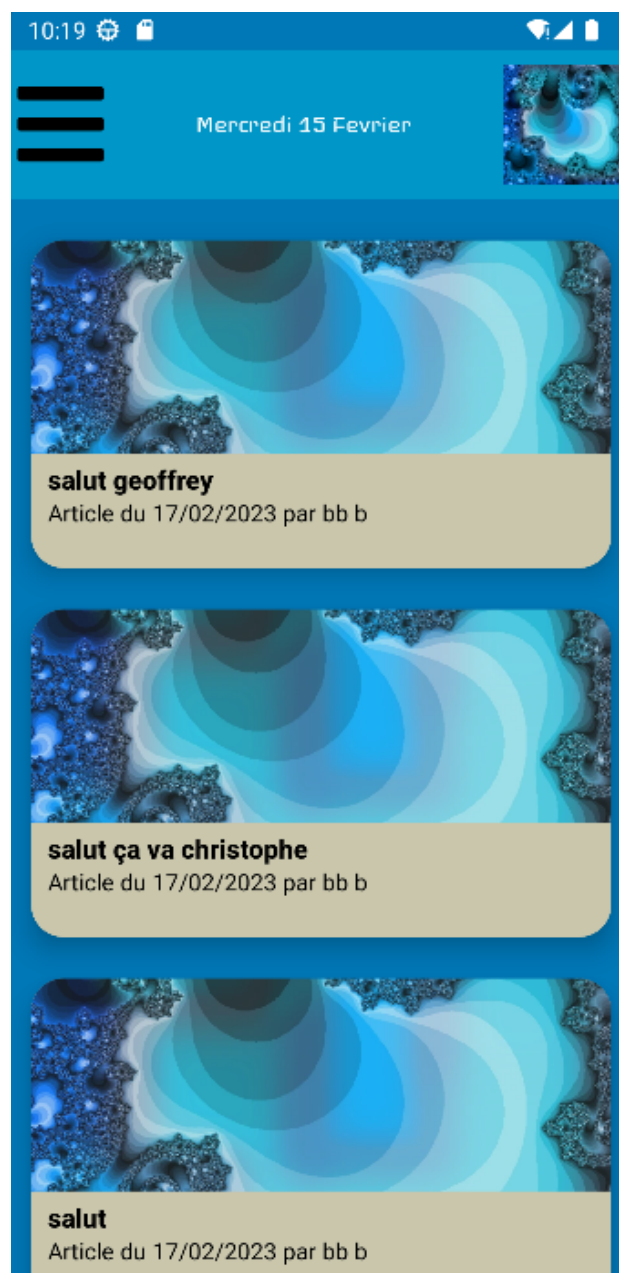 10:19
Mercredi 15 Fevrier
salut geoffrey
Article du 17/02/2023 par bb b
salut ça va christophe
Article du 17/02/2023 par bb b
salut
Article du 17/02/2023 par bb b